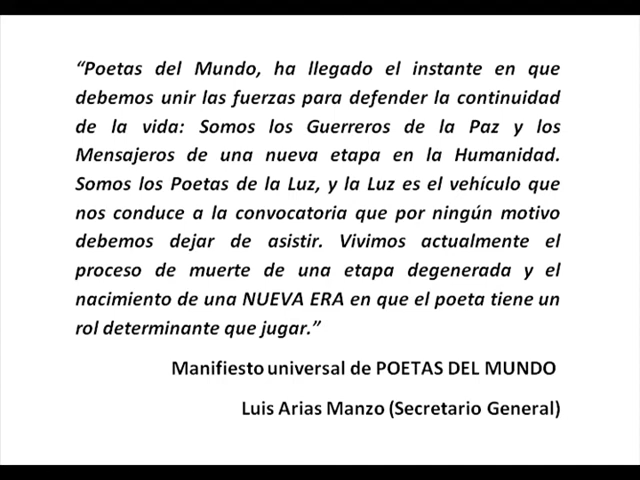 “Poetas del Mundo, ha llegado el instante en que
debemos unir las fuerzas para defender la continuidad
de la vida: Somos los Guerreros de la Paz y los
Mensajeros de una nueva etapa en la Humanidad.
Somos los Poetas de la Luz, y la Luz es el vehículo que
nos conduce a la convocatoria que por ningún motivo
debemos dejar de asistir. Vivimos actualmente el
proceso de muerte de una etapa degenerada y el
nacimiento de una NUEVA ERA en que el poeta tiene un
rol determinante que jugar.”
Manifiesto universal de POETAS DEL MUNDO
Luis Arias Manzo (Secretario General)